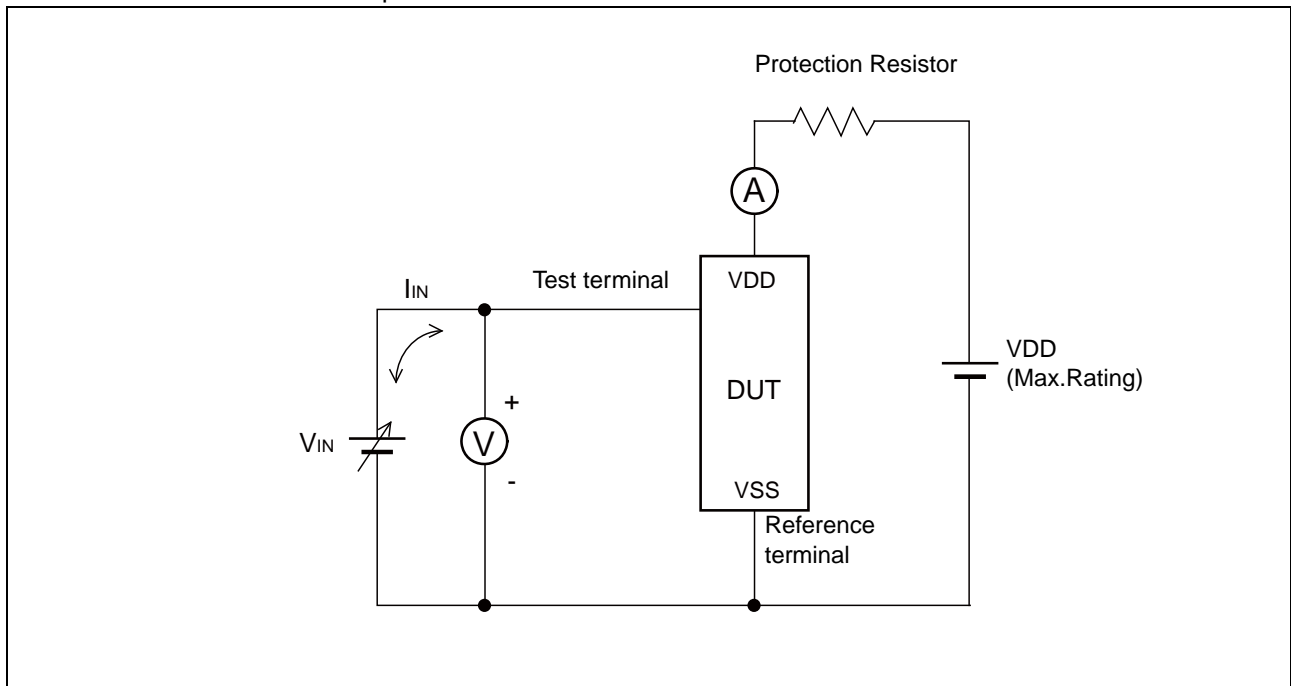 Protection Resistor
A
Test terminal
VDD
IIN
VDD
(Max.Rating)
DUT
+
VIN
V
-
VSS
Reference
terminal